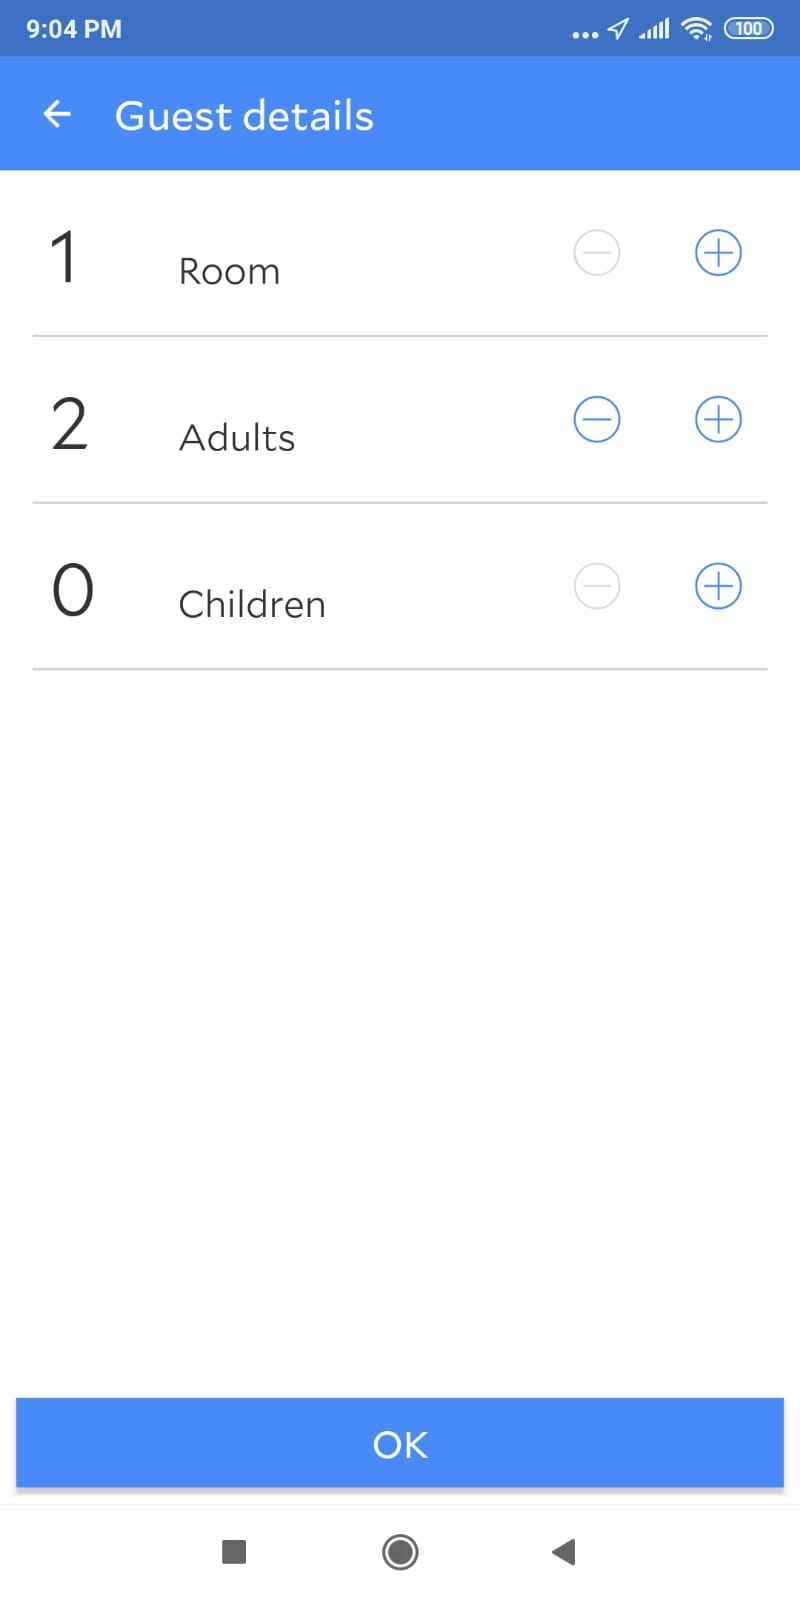 9:04 PM
100
Guest details
1 Room
2 Adults
0 Children
OK